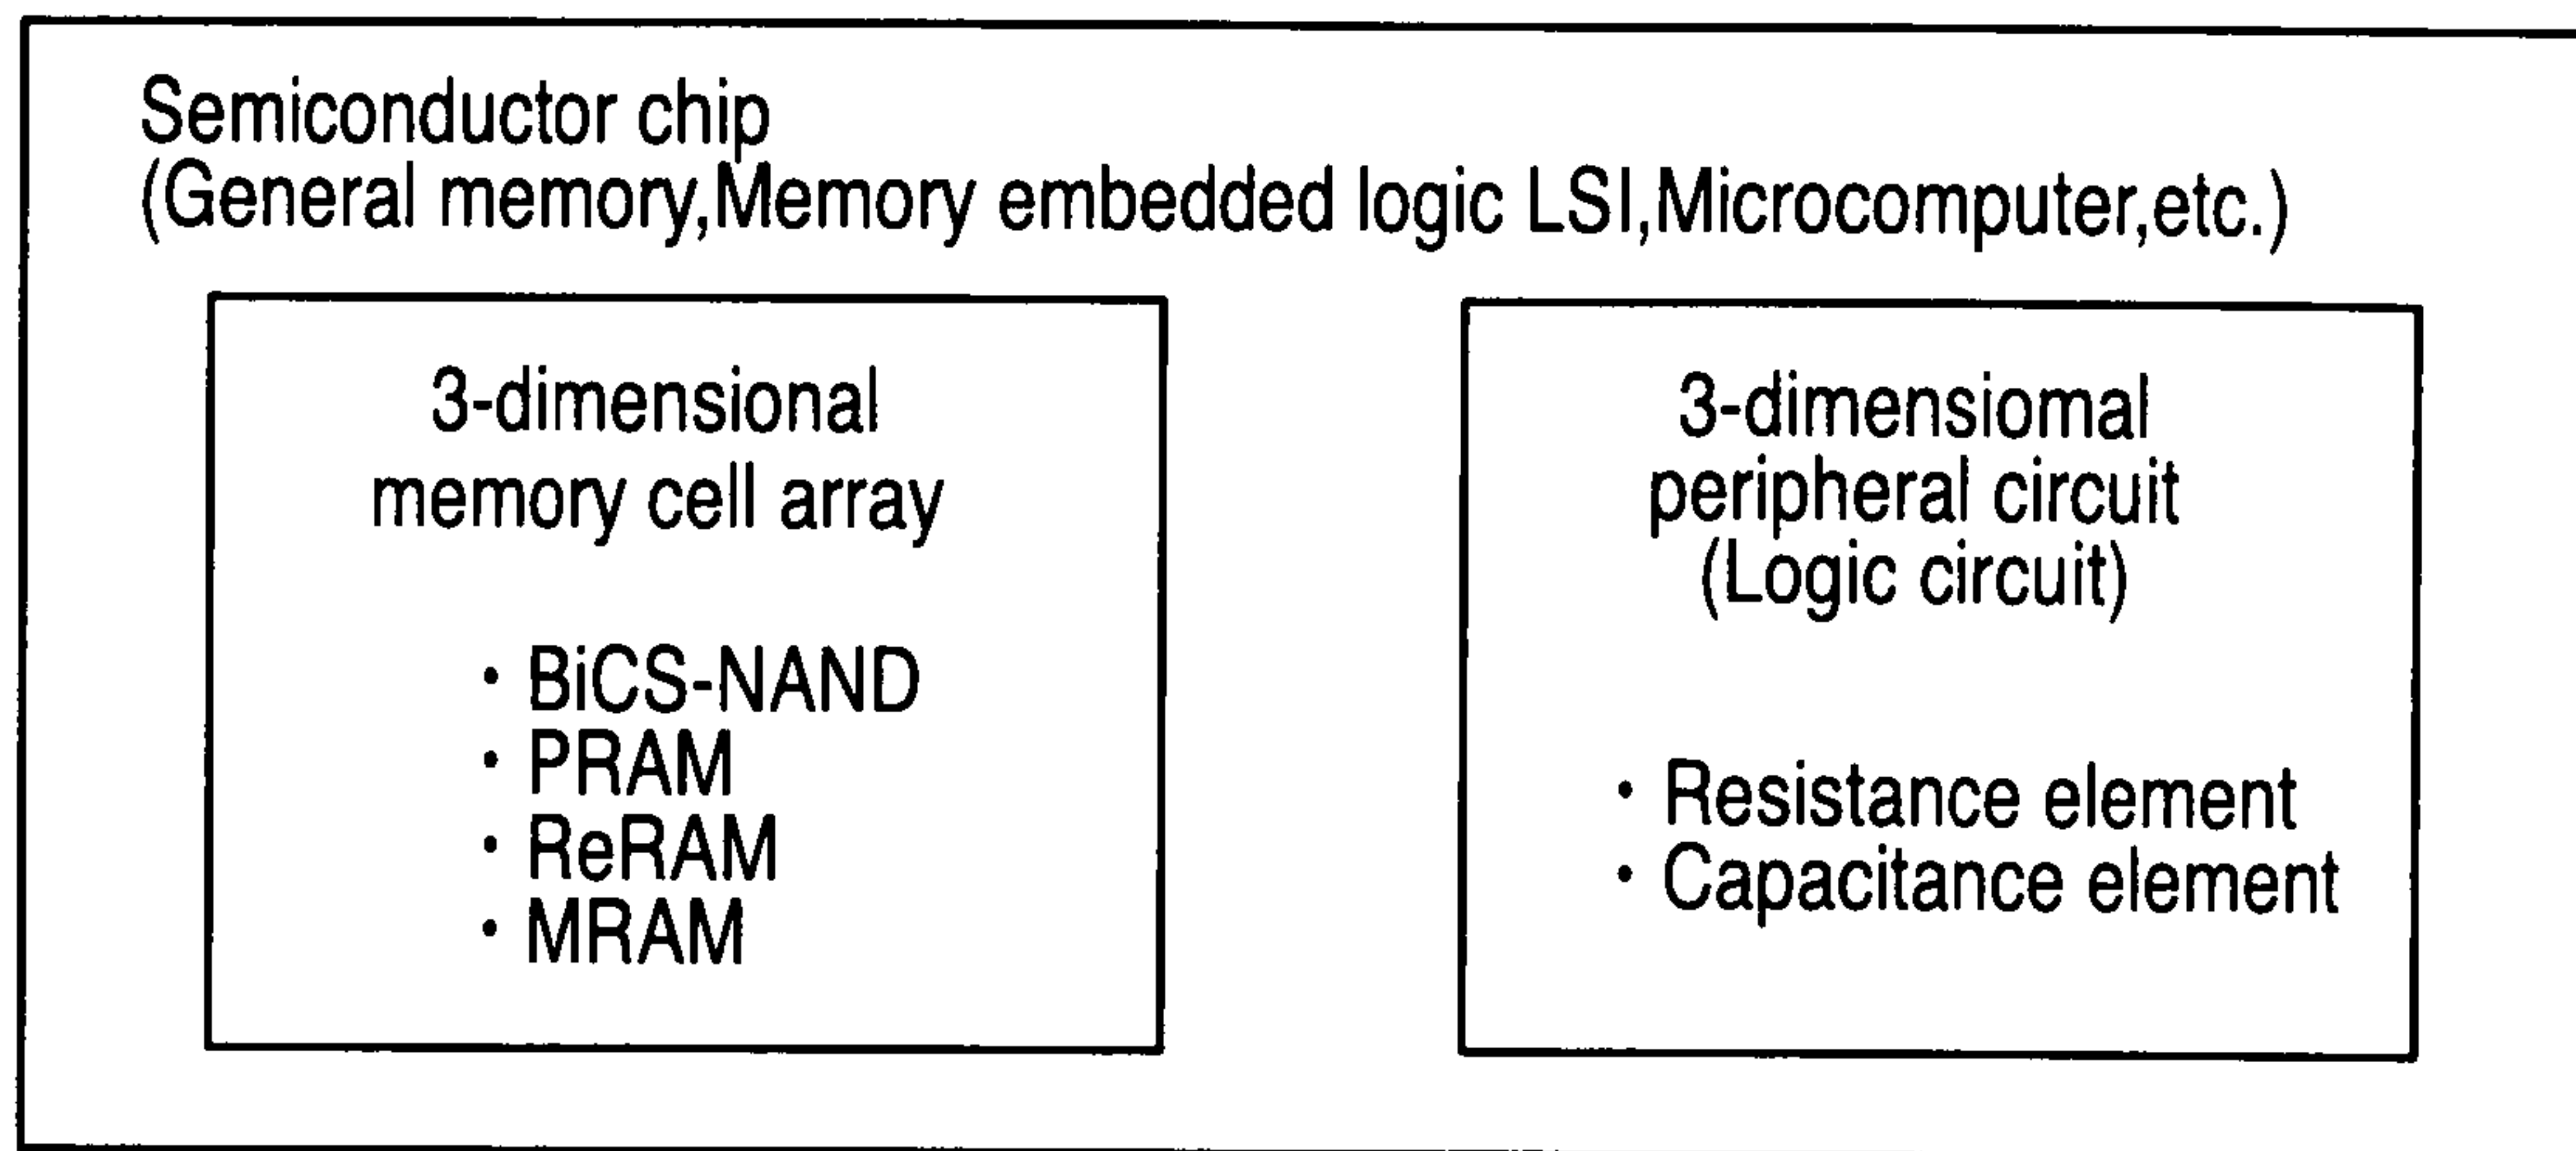 Semiconductor chip
(General memory,Memory embedded logic LSI,Microcomputer,etc.)
3-dimensional
memory cell array
・BiCS-NAND
・PRAM
・ReRAM
・MRAM
3-dimensiomal
peripheral circuit
(Logic circuit)
・Resistance element
・Capacitance element